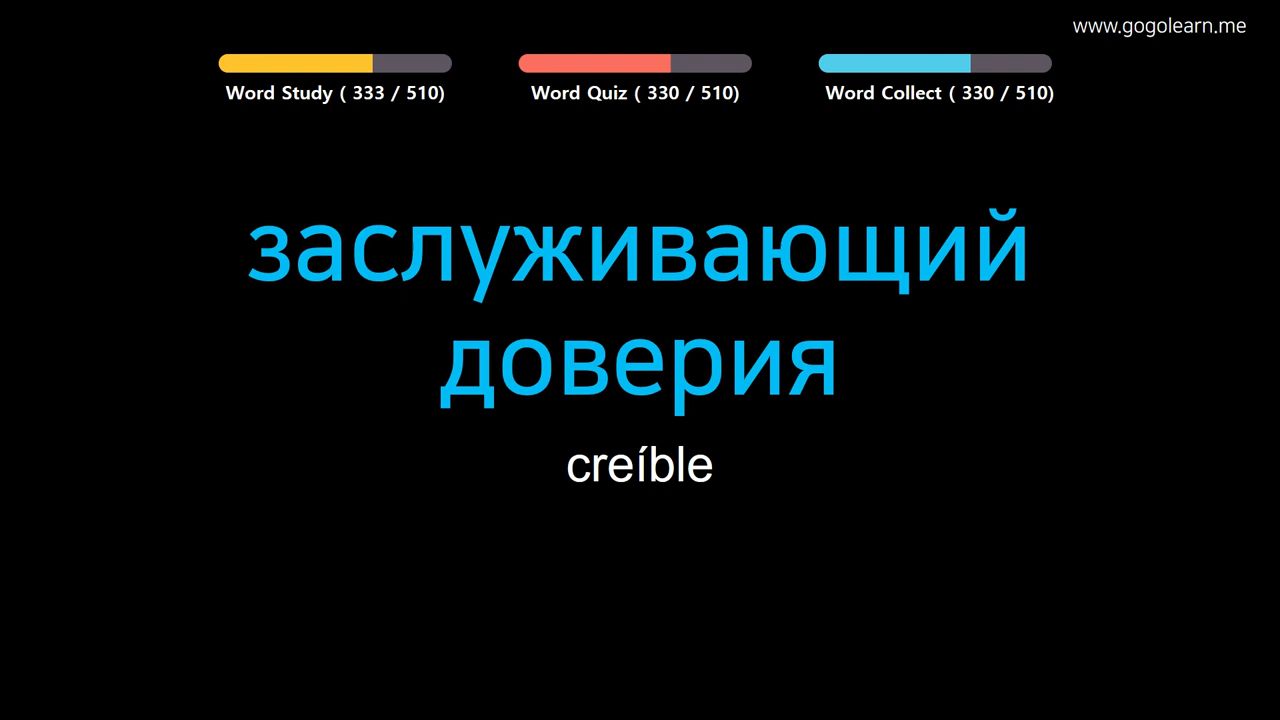 www.gogolearn.me
Word Study ( 333 / 510)
Word Quiz ( 330 / 510)
Word Collect ( 330 / 510)
заслуживающий
доверия
creíble